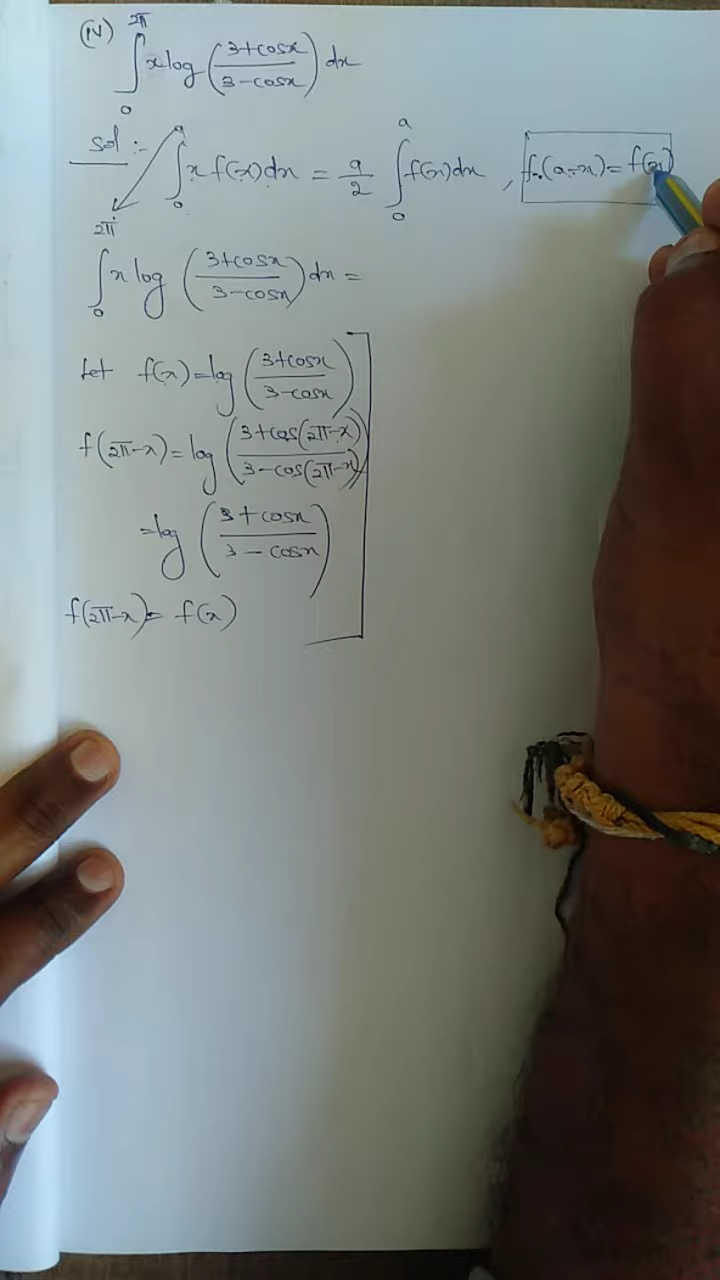 (IV) ∫₀^2π x log (3+cosx / 3-cosx) dx
Sol :- ∫₀^a x f(x) dx = a/2 ∫₀^a f(x) dx , f(a-x) = f(x)
∫₀^2π x log (3+cosx / 3-cosx) dx =
Let f(x) = log (3+cosx / 3-cosx)
f(2π-x) = log (3+cos(2π-x) / 3-cos(2π-x))
= log (3+cosx / 3-cosx)
f(2π-x) = f(x)